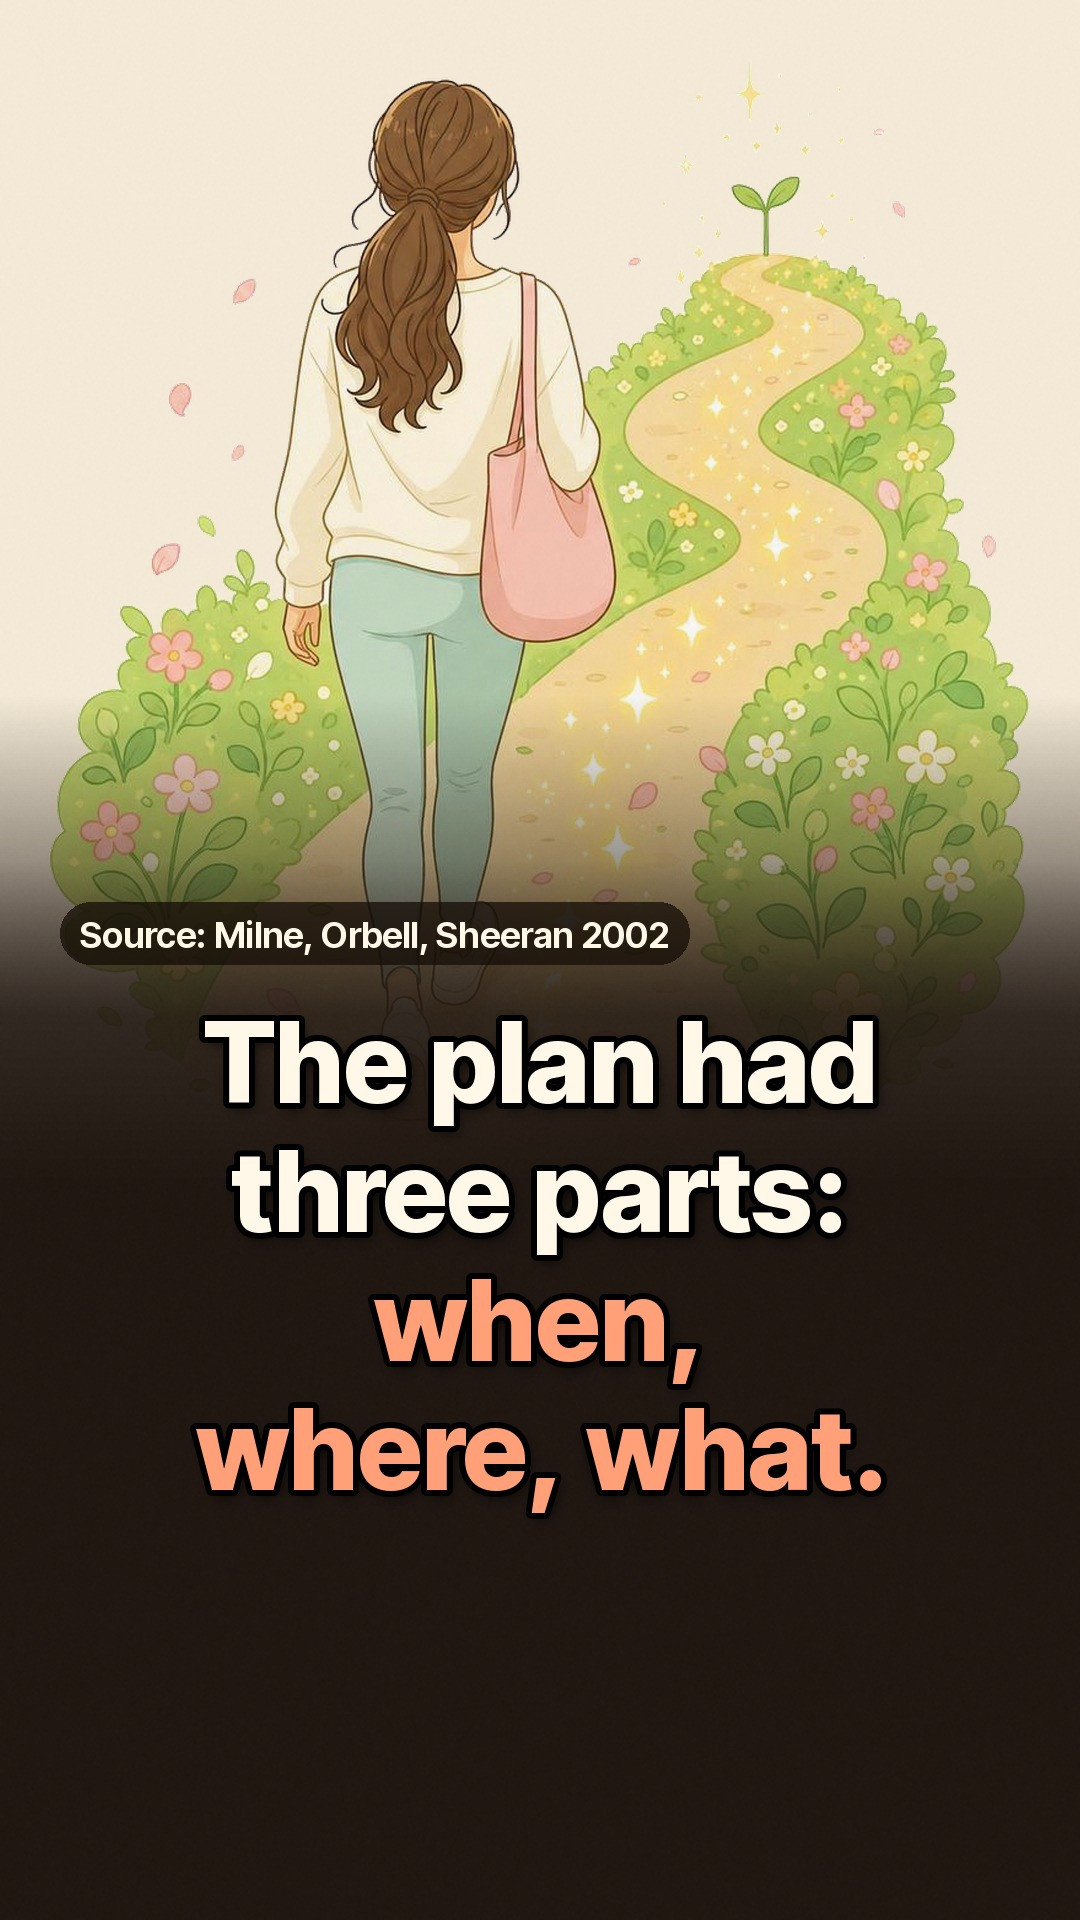 Source: Milne, Orbell, Sheeran 2002
The plan had
three parts:
when,
where, what.